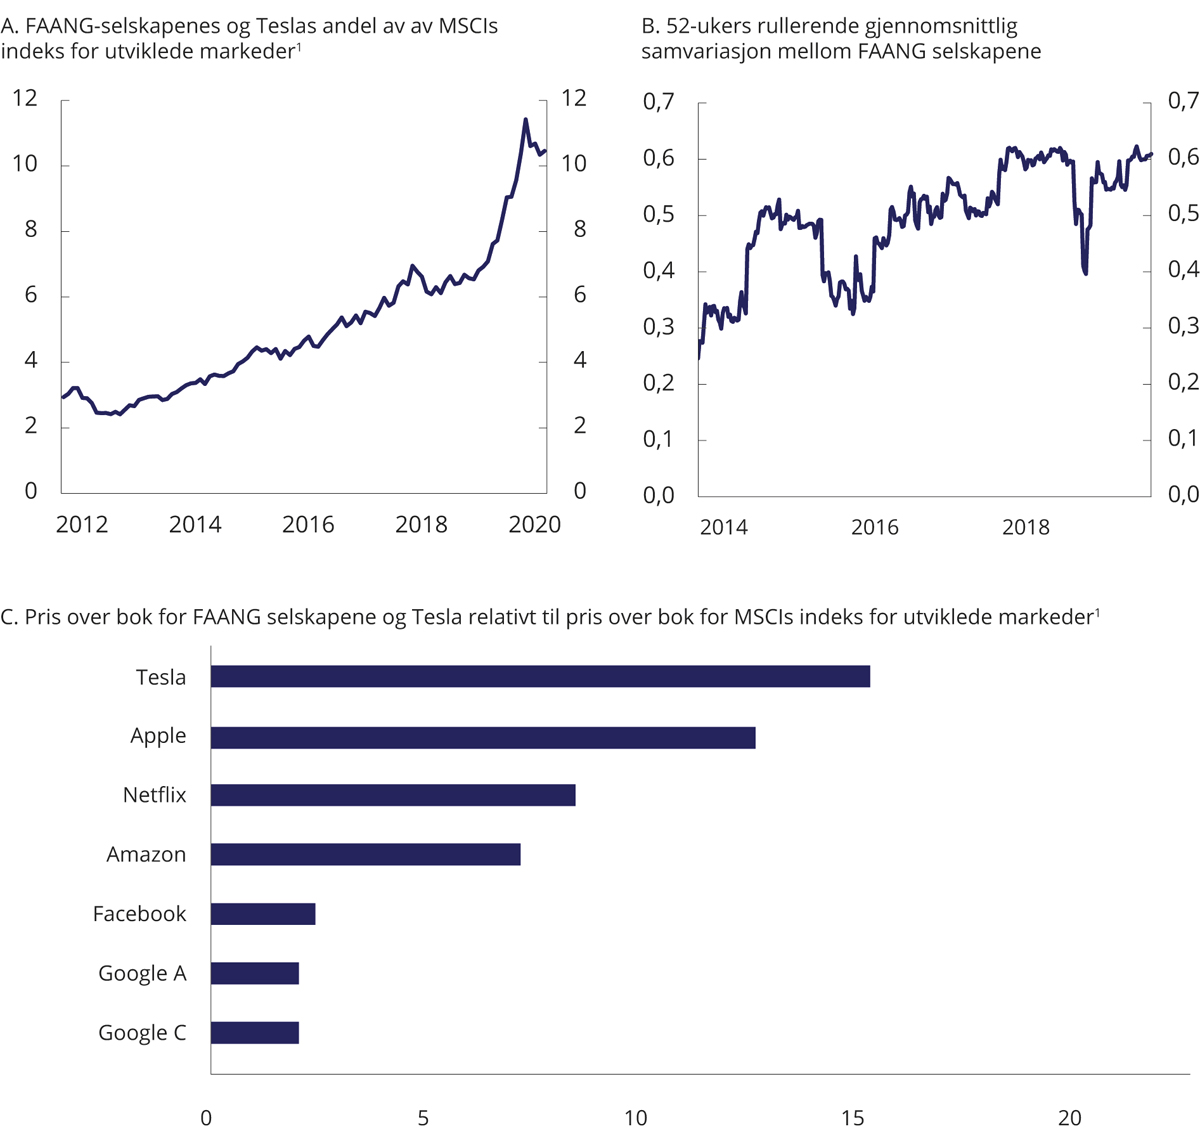 A. FAANG-selskapenes og Teslas andel av av MSCIs
indeks for utviklede markeder¹
12 12
10 10
8 8
6 6
4 4
2 2
0 0
2012 2014 2016 2018 2020
B. 52-ukers rullerende gjennomsnittlig
samvariasjon mellom FAANG selskapene
0,7 0,7
0,6 0,6
0,5 0,5
0,4 0,4
0,3 0,3
0,2 0,2
0,1 0,1
0,0 0,0
2014 2016 2018
C. Pris over bok for FAANG selskapene og Tesla relativt til pris over bok for MSCIs indeks for utviklede markeder¹
Tesla
Apple
Netflix
Amazon
Facebook
Google A
Google C
0 5 10 15 20